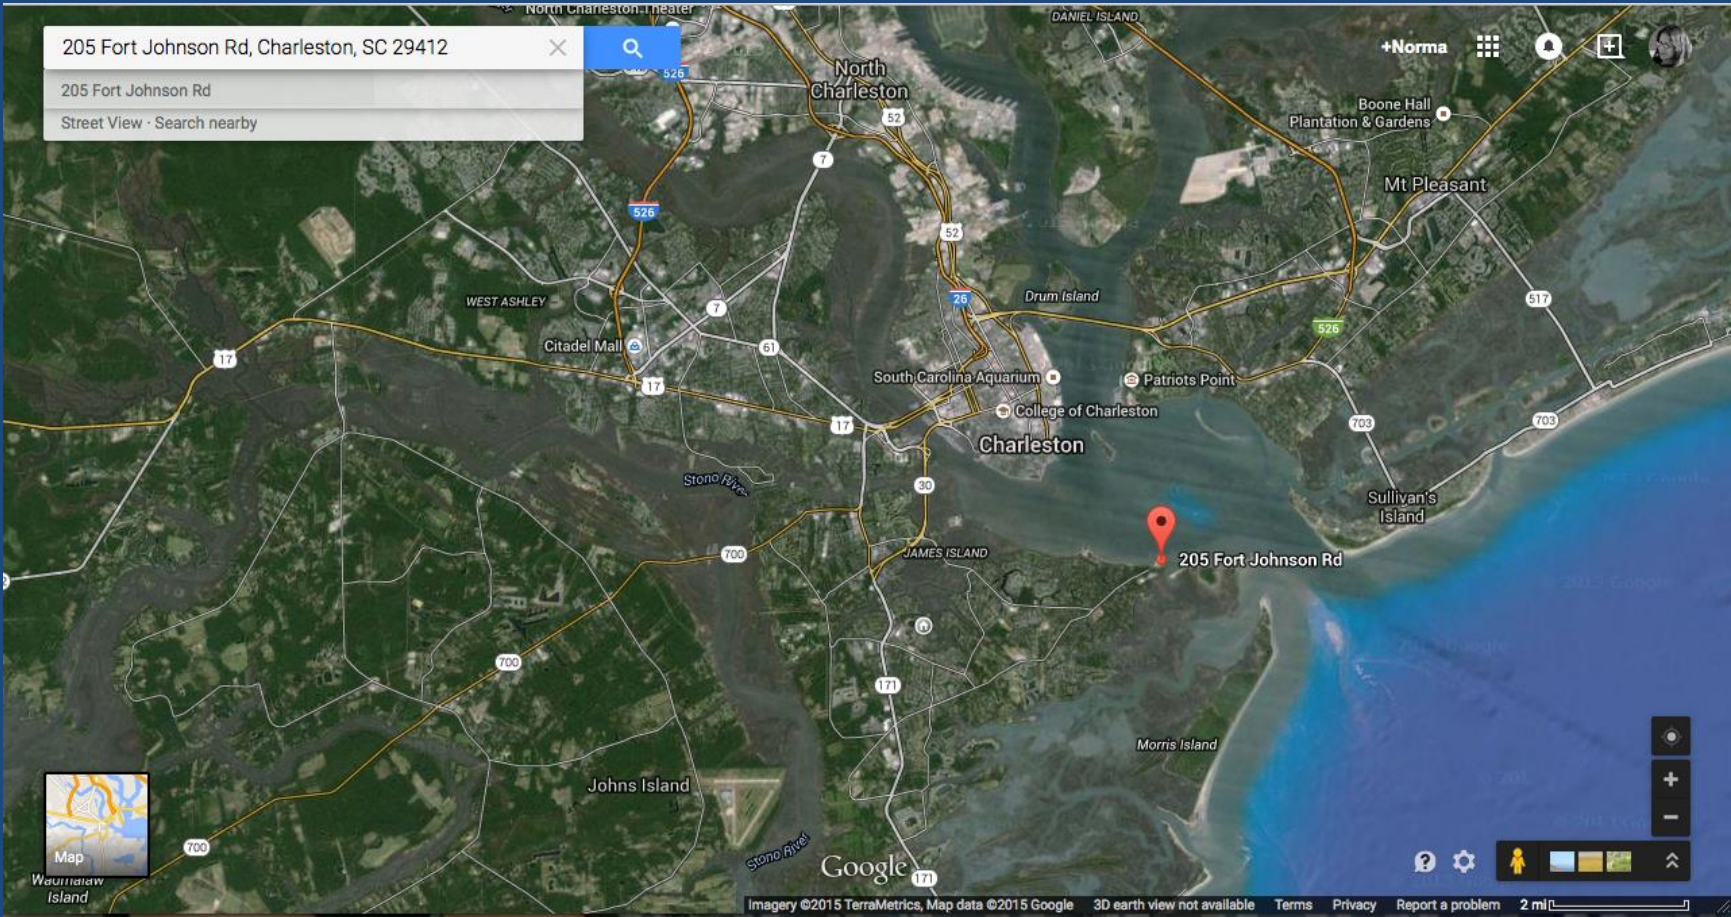 North Charleston Theater
DANIEL ISLAND
205 Fort Johnson Rd, Charleston, SC 29412
205 Fort Johnson Rd
Street View · Search nearby
+Norma
526
North
Charleston
52
Boone Hall
Plantation & Gardens
7
Mt Pleasant
526
52
WEST ASHLEY
7
26
Drum Island
517
526
17
Citadel Mall
61
17
South Carolina Aquarium
Patriots Point
College of Charleston
17
703
703
Charleston
Stono River
30
Sullivan's
Island
700
JAMES ISLAND
205 Fort Johnson Rd
700
171
Morris Island
Johns Island
Map
700
Stono River
Google
171
Wadmalaw
Island
Imagery ©2015 TerraMetrics, Map data ©2015 Google
3D earth view not available
Terms
Privacy
Report a problem
2 mi